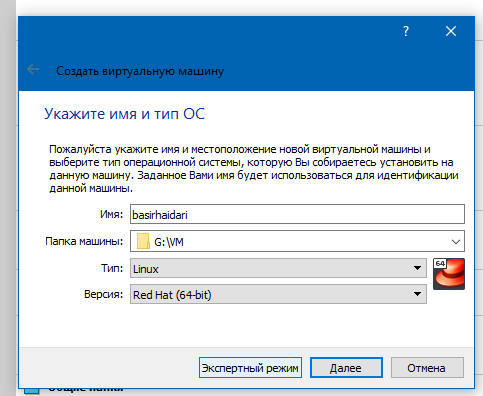 ?
Создать виртуальную машину
Укажите имя и тип ОС
Пожалуйста укажите имя и местоположение новой виртуальной машины и
выберите тип операционной системы, которую Вы собираетесь установить на
данную машину. Заданное Вами имя будет использоваться для идентификации
данной машины.
Имя: basirhaidari
Папка машины: G:\VM
Тип: Linux
64
Версия: Red Hat (64-bit)
Экспертный режим Далее Отмена
Общие папки